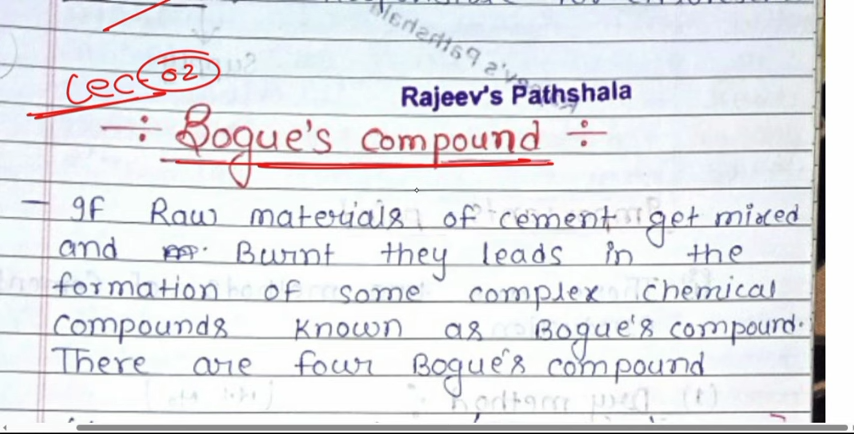 Lec-02
Rajeev's Pathshala
: Bogue's compound ÷
- If Raw materials of cement get mixed
and Burnt they leads in the
formation of some complex chemical
compounds known as Bogue's compound.
There are four Bogue's compound